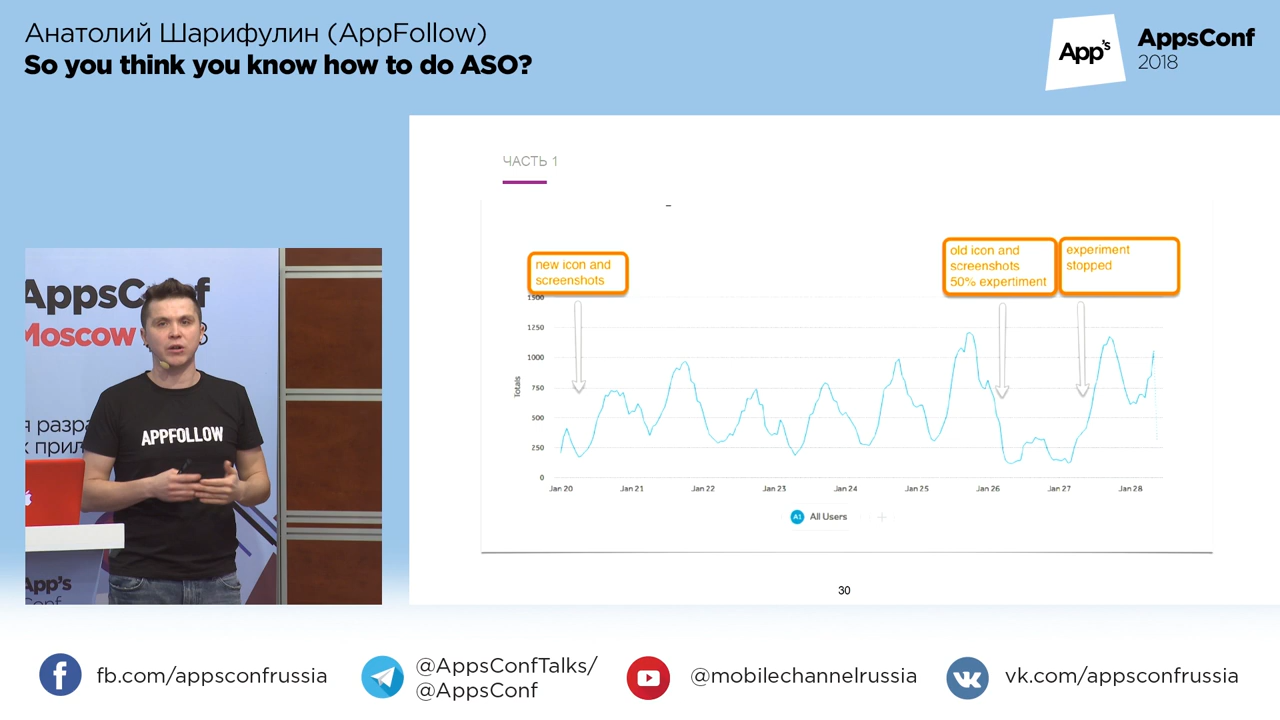 Анатолий Шарифулин (AppFollow)
So you think you know how to do ASO?
App's
AppsConf
2018
ЧАСТЬ 1
new icon and
screenshots
old icon and
screenshots
50% expertiment
experiment
stopped
1500
1250
1000
750
500
250
0
Totals
Jan 20
Jan 21
Jan 22
Jan 23
Jan 24
Jan 25
Jan 26
Jan 27
Jan 28
A1
All Users
30
AppsConf
Moscow
APPFOLLOW
App's
Conf
fb.com/appsconfrussia
@AppsConfTalks/
@AppsConf
@mobilechannelrussia
vk.com/appsconfrussia